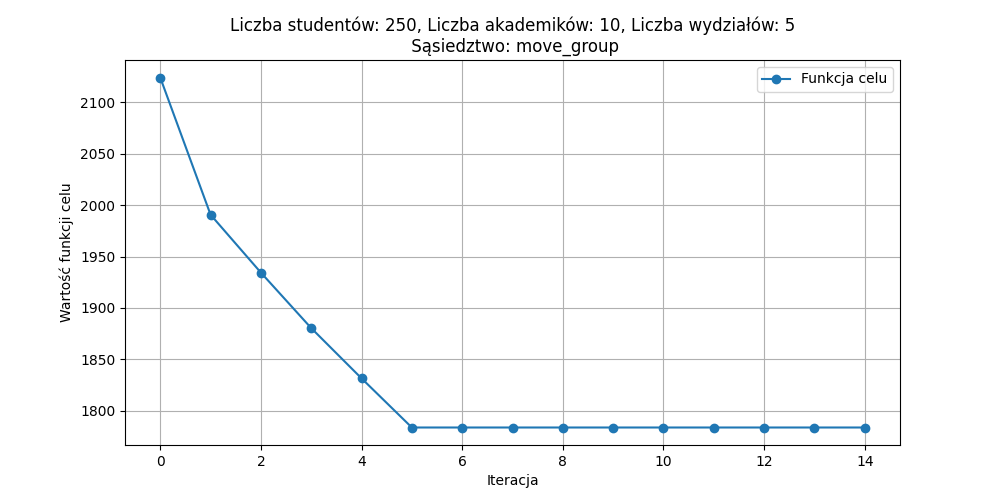 Liczba studentów: 250, Liczba akademików: 10, Liczba wydziałów: 5
Sąsiedztwo: move_group
Funkcja celu
Wartość funkcji celu
2100
2050
2000
1950
1900
1850
1800
0 2 4 6 8 10 12 14
Iteracja